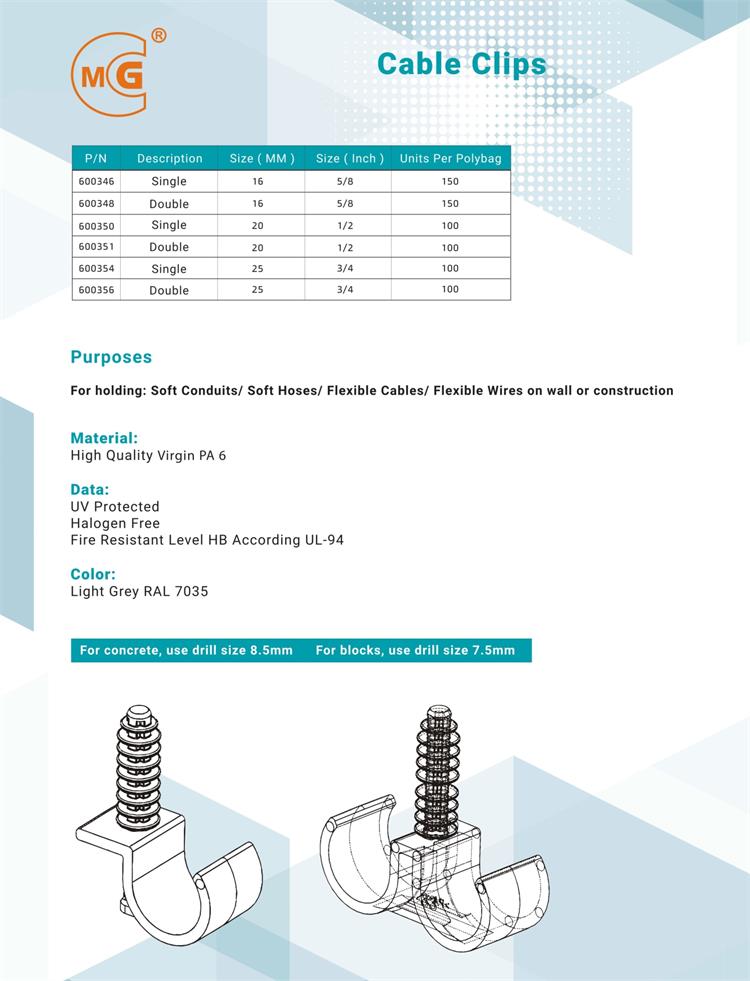 MCG®
Cable Clips
P/N Description Size ( MM ) Size ( Inch ) Units Per Polybag
600346 Single 16 5/8 150
600348 Double 16 5/8 150
600350 Single 20 1/2 100
600351 Double 20 1/2 100
600354 Single 25 3/4 100
600356 Double 25 3/4 100
Purposes
For holding: Soft Conduits/ Soft Hoses/ Flexible Cables/ Flexible Wires on wall or construction
Material:
High Quality Virgin PA 6
Data:
UV Protected
Halogen Free
Fire Resistant Level HB According UL-94
Color:
Light Grey RAL 7035
For concrete, use drill size 8.5mm For blocks, use drill size 7.5mm